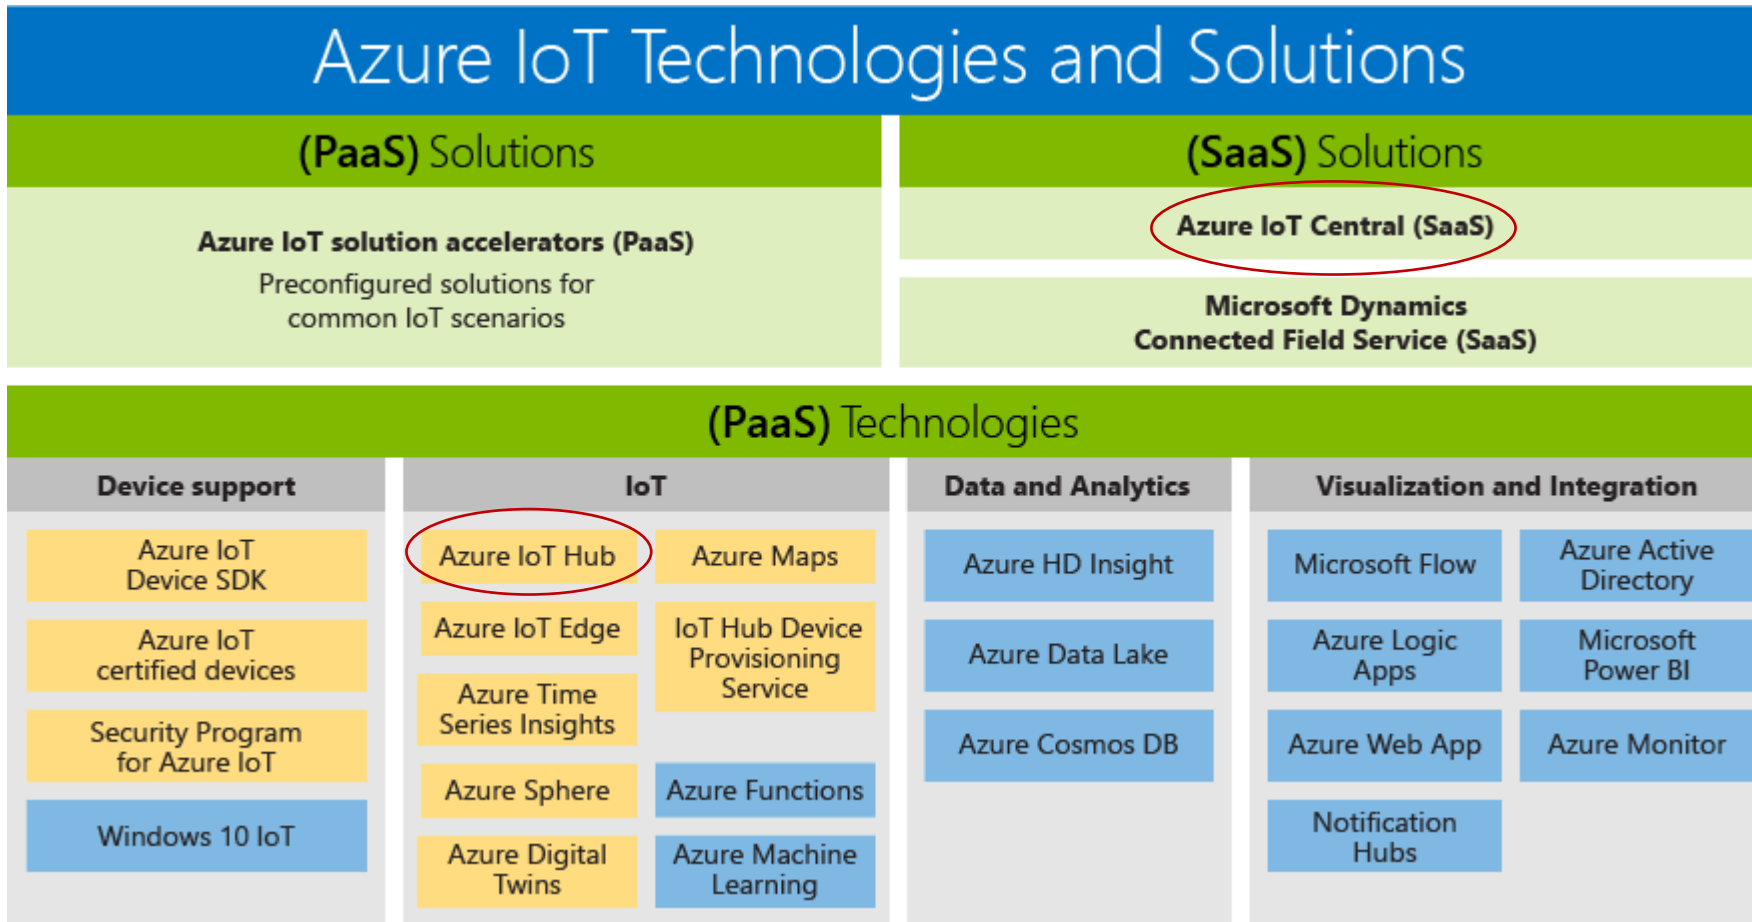 Azure IoT Technologies and Solutions
(PaaS) Solutions
Azure IoT solution accelerators (PaaS)
Preconfigured solutions for
common IoT scenarios
(SaaS) Solutions
Azure IoT Central (SaaS)
Microsoft Dynamics
Connected Field Service (SaaS)
(PaaS) Technologies
Device support
Azure IoT
Device SDK
Azure IoT
certified devices
Security Program
for Azure IoT
Windows 10 IoT
IoT
Azure IoT Hub
Azure IoT Edge
Azure Time
Series Insights
Azure Sphere
Azure Digital
Twins
Azure Maps
IoT Hub Device
Provisioning
Service
Azure Functions
Azure Machine
Learning
Data and Analytics
Azure HD Insight
Azure Data Lake
Azure Cosmos DB
Visualization and Integration
Microsoft Flow
Azure Logic
Apps
Azure Web App
Notification
Hubs
Azure Active
Directory
Microsoft
Power BI
Azure Monitor